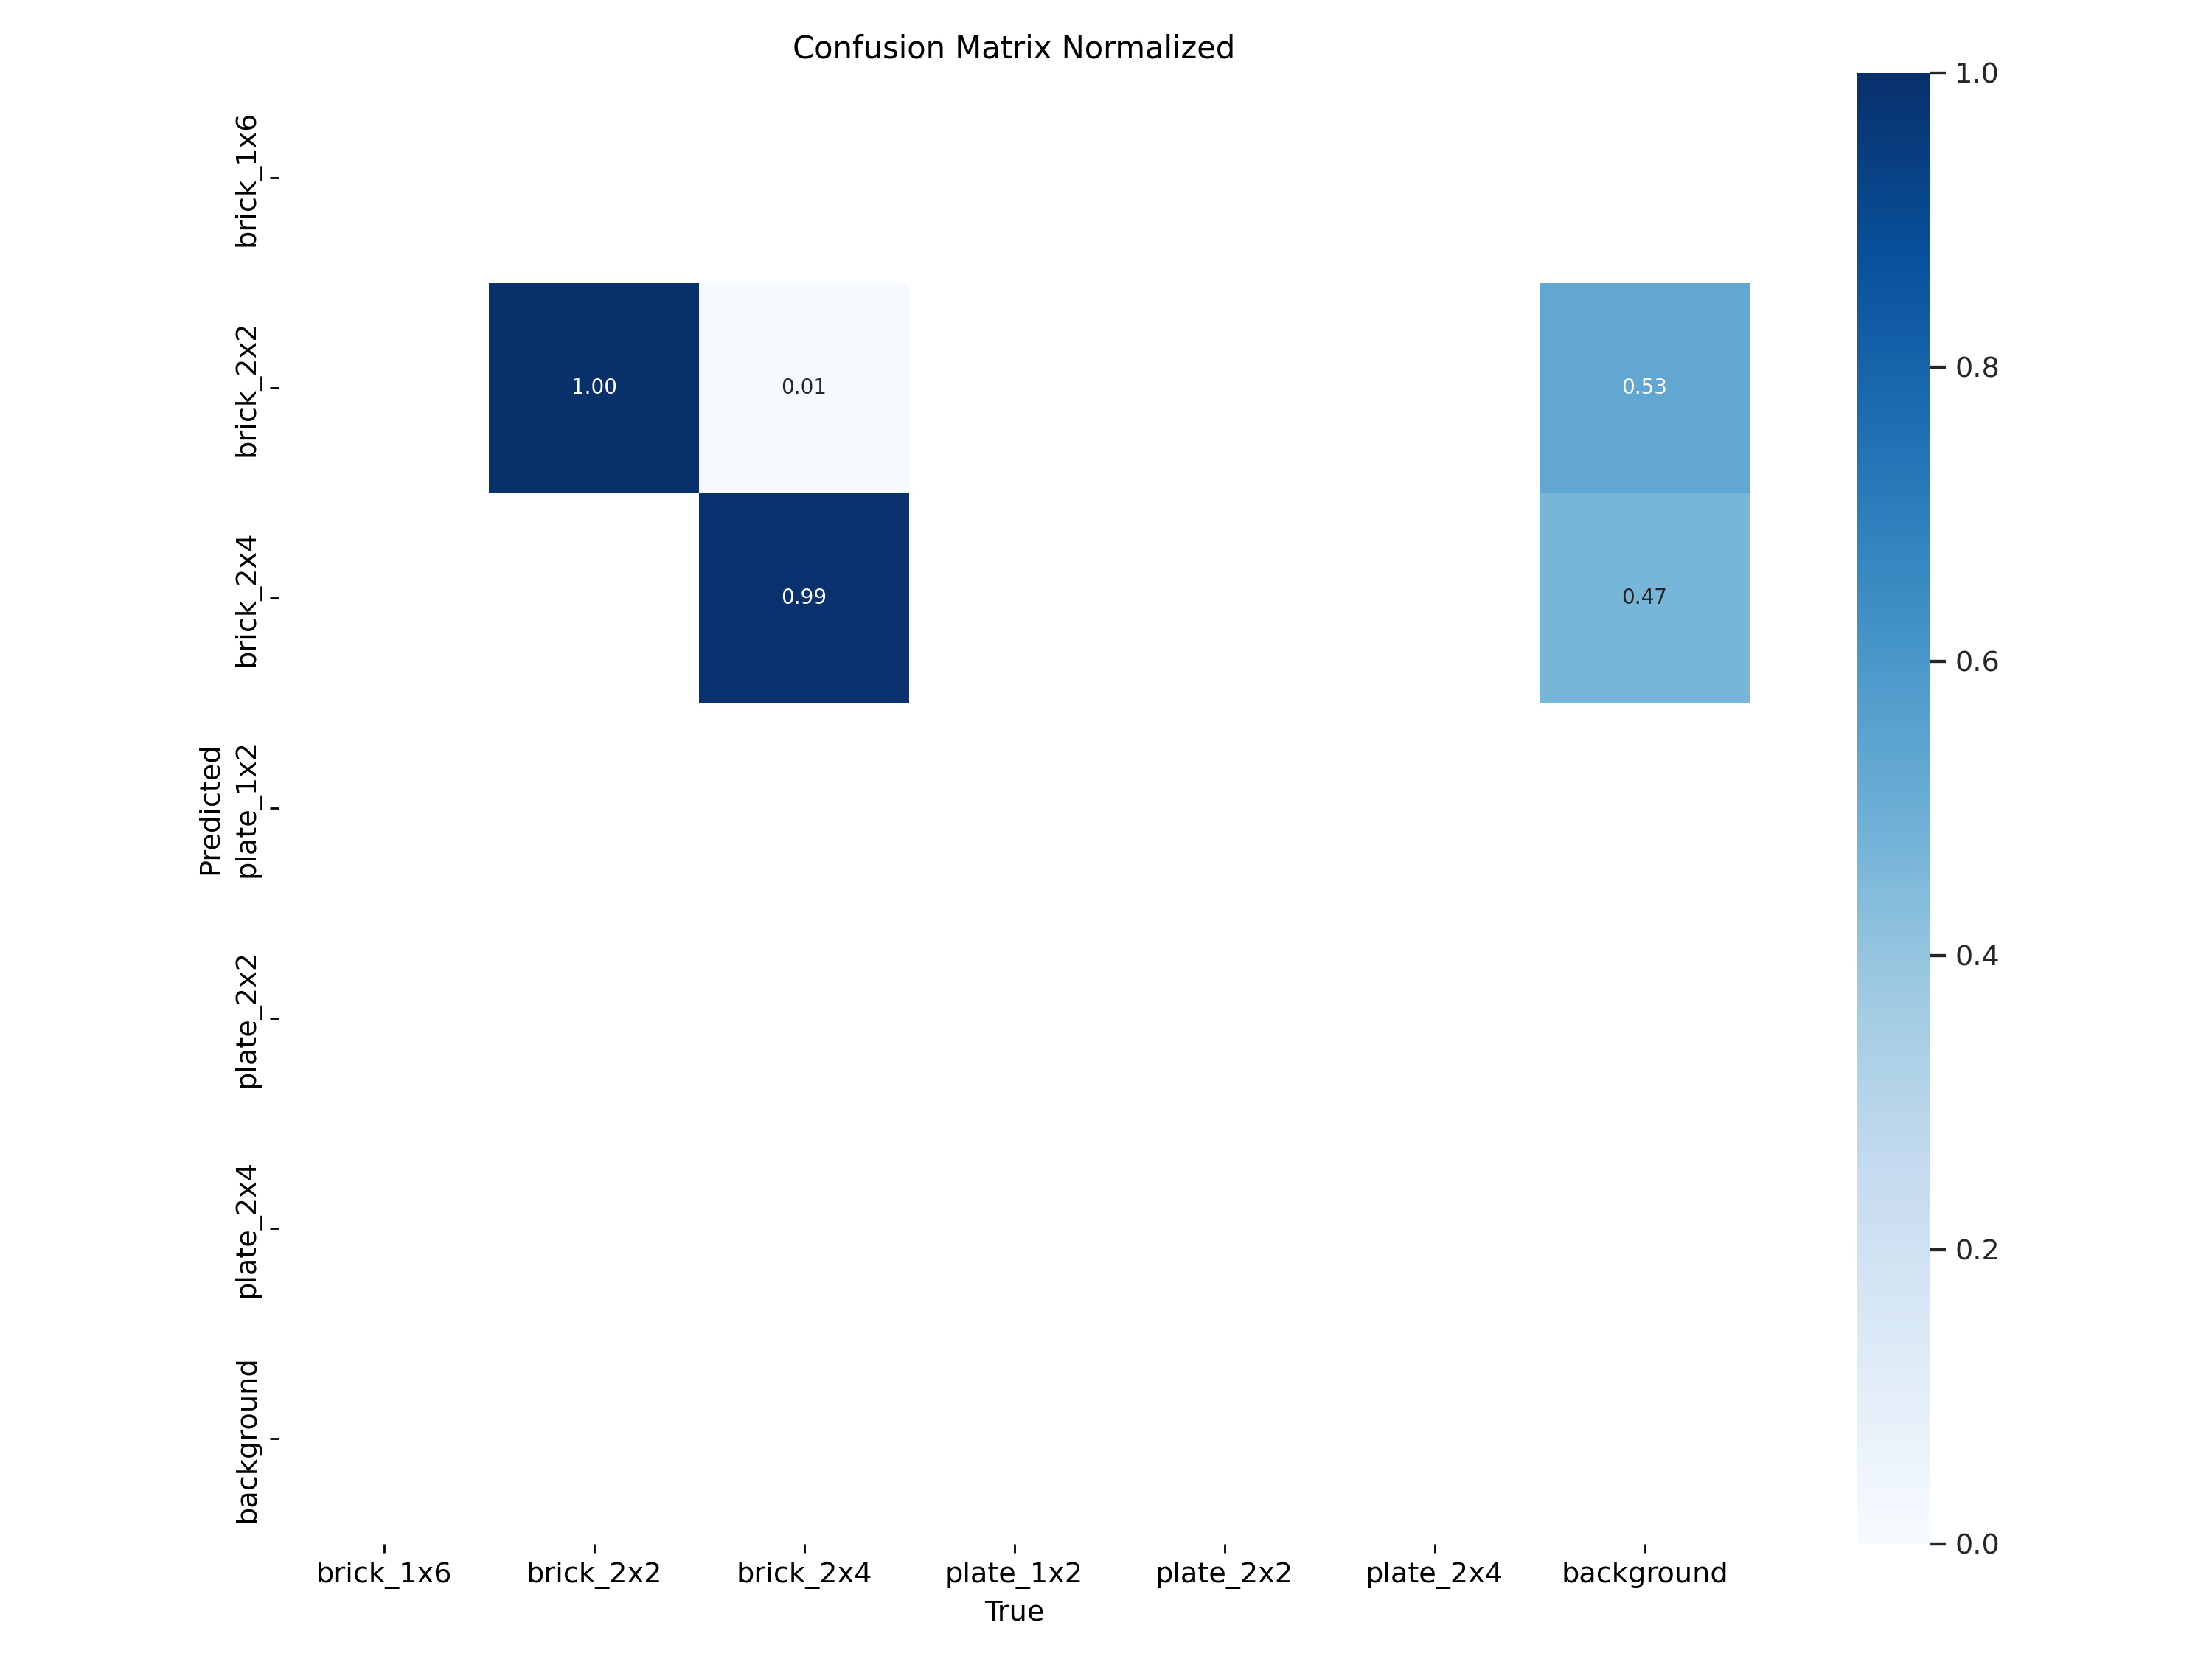 Confusion Matrix Normalized
brick_1x6
brick_2x2
brick_2x4
plate_1x2
plate_2x2
plate_2x4
background
Predicted
1.00
0.01
0.53
0.99
0.47
brick_1x6
brick_2x2
brick_2x4
plate_1x2
plate_2x2
plate_2x4
background
True
1.0
0.8
0.6
0.4
0.2
0.0